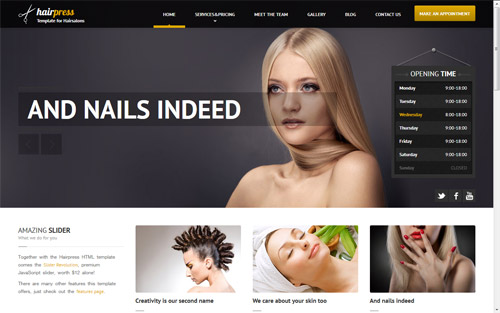 hairpress
Template for Hairsalons
HOME
SERVICES&PRICING
MEET THE TEAM
GALLERY
BLOG
CONTACT US
MAKE AN APPOINTMENT
AND NAILS INDEED
OPENING TIME
Monday 9:00-18:00
Tuesday 9:00-18:00
Wednesday 8:00-18:00
Thursday 9:00-18:00
Friday 9:00-18:00
Saturday 9:00-18:00
Sunday CLOSED
AMAZING SLIDER
What we do for you
Together with the Hairpress HTML template
comes the Slider Revolution, premium
JavaScript slider, worth $12 alone!
There are many other features this template
offers, just check out the features page.
Creativity is our second name
We care about your skin too
And nails indeed